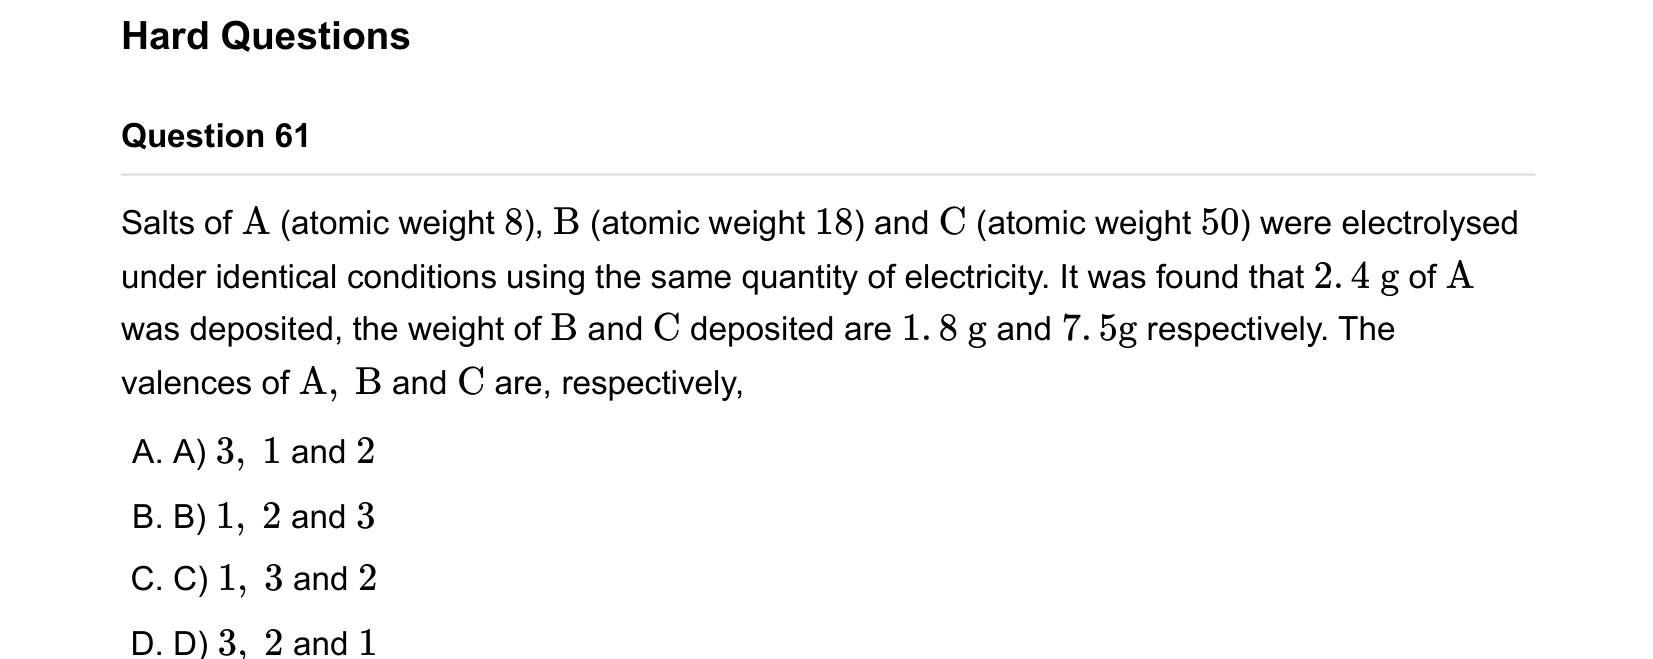 Hard Questions
Question 61
Salts of A (atomic weight 8), B (atomic weight 18) and C (atomic weight 50) were electrolysed
under identical conditions using the same quantity of electricity. It was found that 2. 4 g of A
was deposited, the weight of B and C deposited are 1. 8 g and 7. 5g respectively. The
valences of A, B and C are, respectively,
A. A) 3, 1 and 2
B. B) 1, 2 and 3
C. C) 1, 3 and 2
D. D) 3, 2 and 1